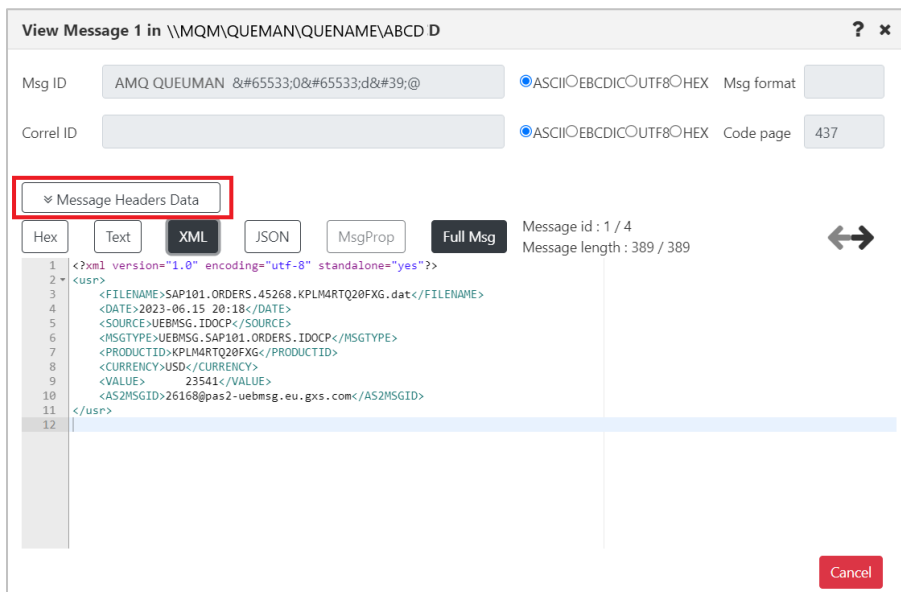 View Message 1 in \\MQM\QUEMAN\QUENAME\ABCD D ? ×
Msg ID AMQ QUEUMAN &#65533;0&#65533;d&#39;@ ASCII EBCDIC UTF8 HEX Msg format
Correl ID ASCII EBCDIC UTF8 HEX Code page 437
Message Headers Data
Hex Text XML JSON MsgProp Full Msg Message id : 1 / 4
Message length : 389 / 389
1 <?xml version="1.0" encoding="utf-8" standalone="yes"?>
2 <usr>
3 <FILENAME>SAP101.ORDERS.45268.KPLM4RTQ20FXG.dat</FILENAME>
4 <DATE>2023-06.15 20:18</DATE>
5 <SOURCE>UEBMSG.IDOCP</SOURCE>
6 <MSGTYPE>UEBMSG.SAP101.ORDERS.IDOCP</MSGTYPE>
7 <PRODUCTID>KPLM4RTQ20FXG</PRODUCTID>
8 <CURRENCY>USD</CURRENCY>
9 <VALUE>      23541</VALUE>
10 <AS2MSGID>26168@pas2-uebmsg.eu.gxs.com</AS2MSGID>
11 </usr>
12
Cancel